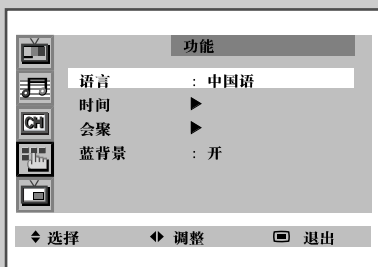 功能
语言 : 中国语
时间 ▶
CH 会聚 ▶
蓝背景 : 开
选择 调整 退出